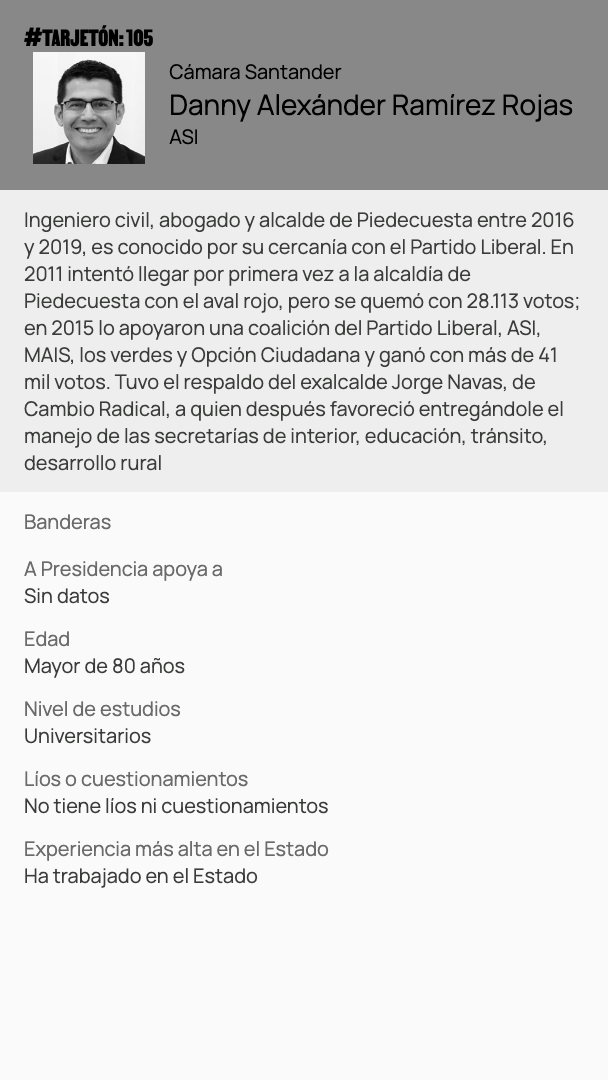 #TARJETÓN: 105
Cámara Santander
Danny Alexánder Ramírez Rojas
ASI
Ingeniero civil, abogado y alcalde de Piedecuesta entre 2016
y 2019, es conocido por su cercanía con el Partido Liberal. En
2011 intentó llegar por primera vez a la alcaldía de
Piedecuesta con el aval rojo, pero se quemó con 28.113 votos;
en 2015 lo apoyaron una coalición del Partido Liberal, ASI,
MAIS, los verdes y Opción Ciudadana y ganó con más de 41
mil votos. Tuvo el respaldo del exalcalde Jorge Navas, de
Cambio Radical, a quien después favoreció entregándole el
manejo de las secretarías de interior, educación, tránsito,
desarrollo rural
Banderas
A Presidencia apoya a
Sin datos
Edad
Mayor de 80 años
Nivel de estudios
Universitarios
Líos o cuestionamientos
No tiene líos ni cuestionamientos
Experiencia más alta en el Estado
Ha trabajado en el Estado